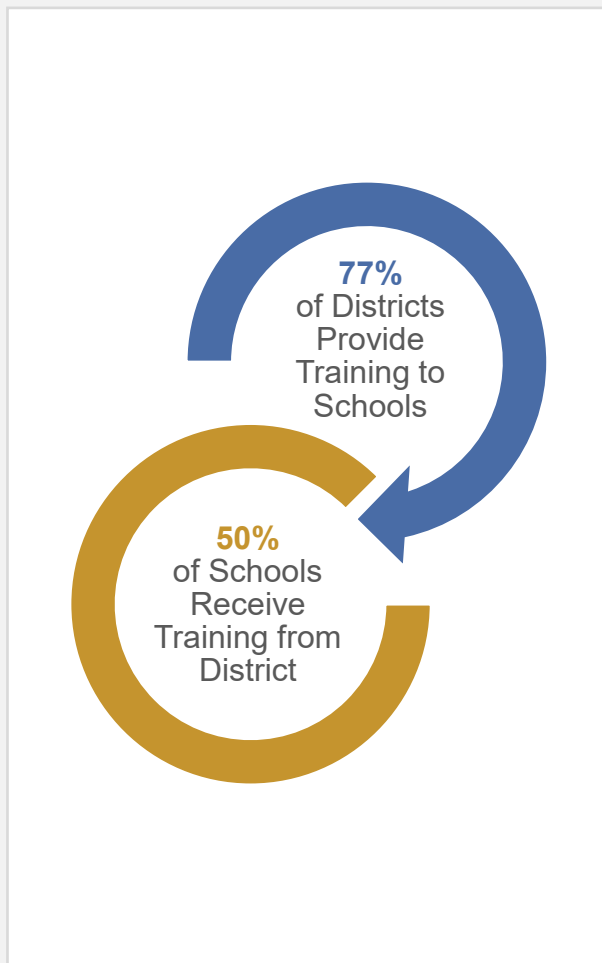 77%
of Districts
Provide
Training to
Schools
50%
of Schools
Receive
Training from
District